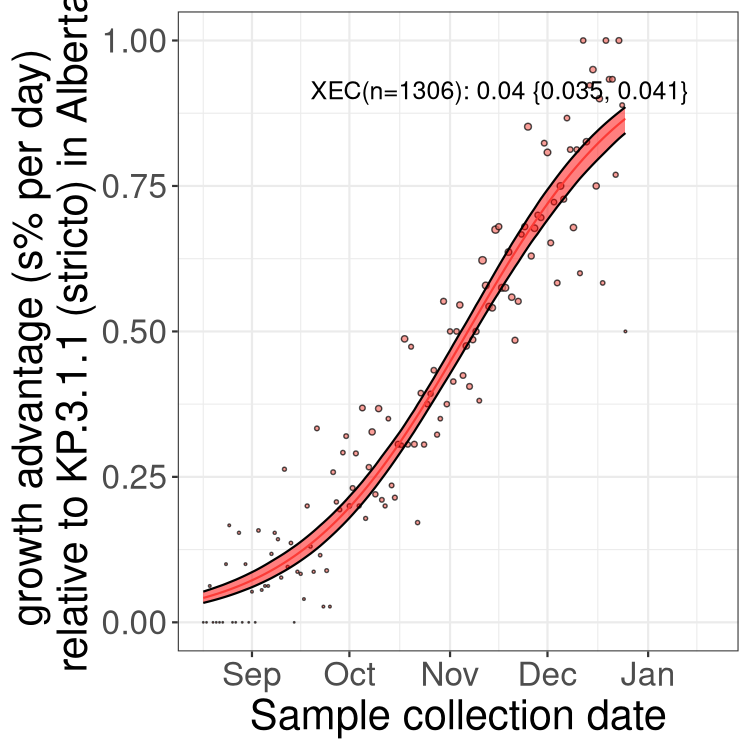 growth advantage (s% per day)
relative to KP.3.1.1 (stricto) in Alberta
1.00
0.75
0.50
0.25
0.00
XEC(n=1306): 0.04 {0.035, 0.041}
Sep Oct Nov Dec Jan
Sample collection date